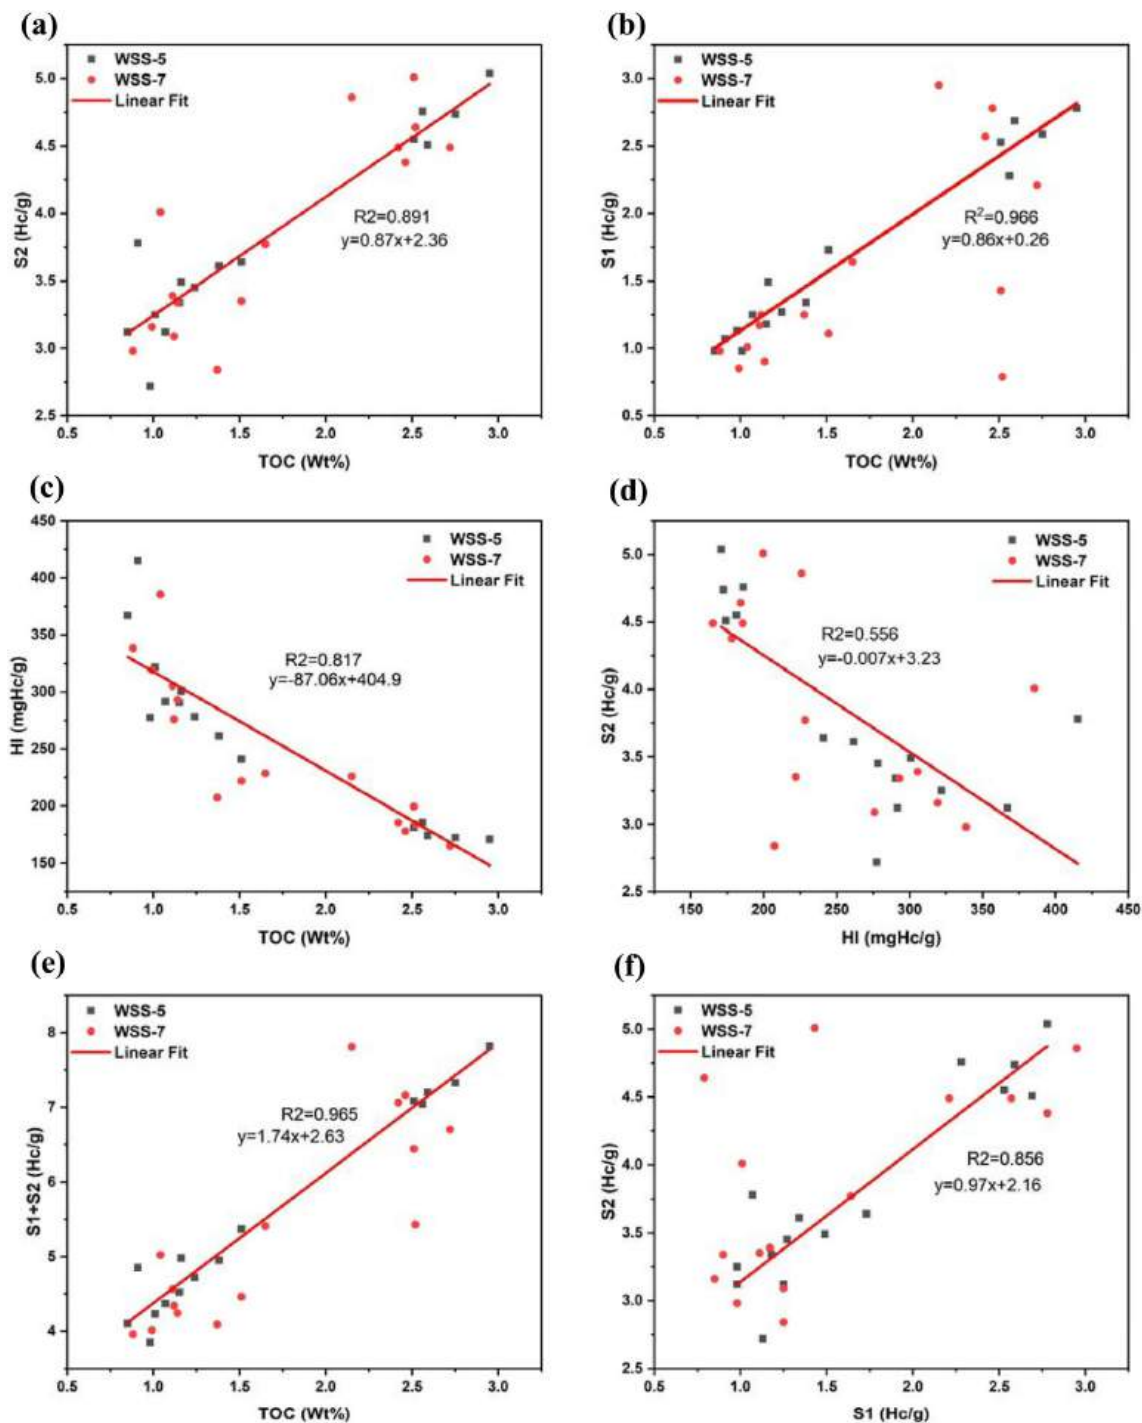 (a)
WSS-5
WSS-7
Linear Fit
R2=0.891
y=0.87x+2.36
S2 (Hc/g)
5.0
4.5
4.0
3.5
3.0
2.5
0.5 1.0 1.5 2.0 2.5 3.0
TOC (Wt%)
(b)
WSS-5
WSS-7
Linear Fit
R2=0.966
y=0.86x+0.26
S1 (Hc/g)
3.0
2.5
2.0
1.5
1.0
0.5
0.5 1.0 1.5 2.0 2.5 3.0
TOC (Wt%)
(c)
WSS-5
WSS-7
Linear Fit
R2=0.817
y=-87.06x+404.9
HI (mgHc/g)
450
400
350
300
250
200
150
0.5 1.0 1.5 2.0 2.5 3.0
TOC (Wt%)
(d)
WSS-5
WSS-7
Linear Fit
R2=0.556
y=-0.007x+3.23
S2 (Hc/g)
5.0
4.5
4.0
3.5
3.0
2.5
150 200 250 300 350 400 450
HI (mgHc/g)
(e)
WSS-5
WSS-7
Linear Fit
R2=0.965
y=1.74x+2.63
S1+S2 (Hc/g)
8
7
6
5
4
0.5 1.0 1.5 2.0 2.5 3.0
TOC (Wt%)
(f)
WSS-5
WSS-7
Linear Fit
R2=0.856
y=0.97x+2.16
S2 (Hc/g)
5.0
4.5
4.0
3.5
3.0
2.5
0.5 1.0 1.5 2.0 2.5 3.0
S1 (Hc/g)